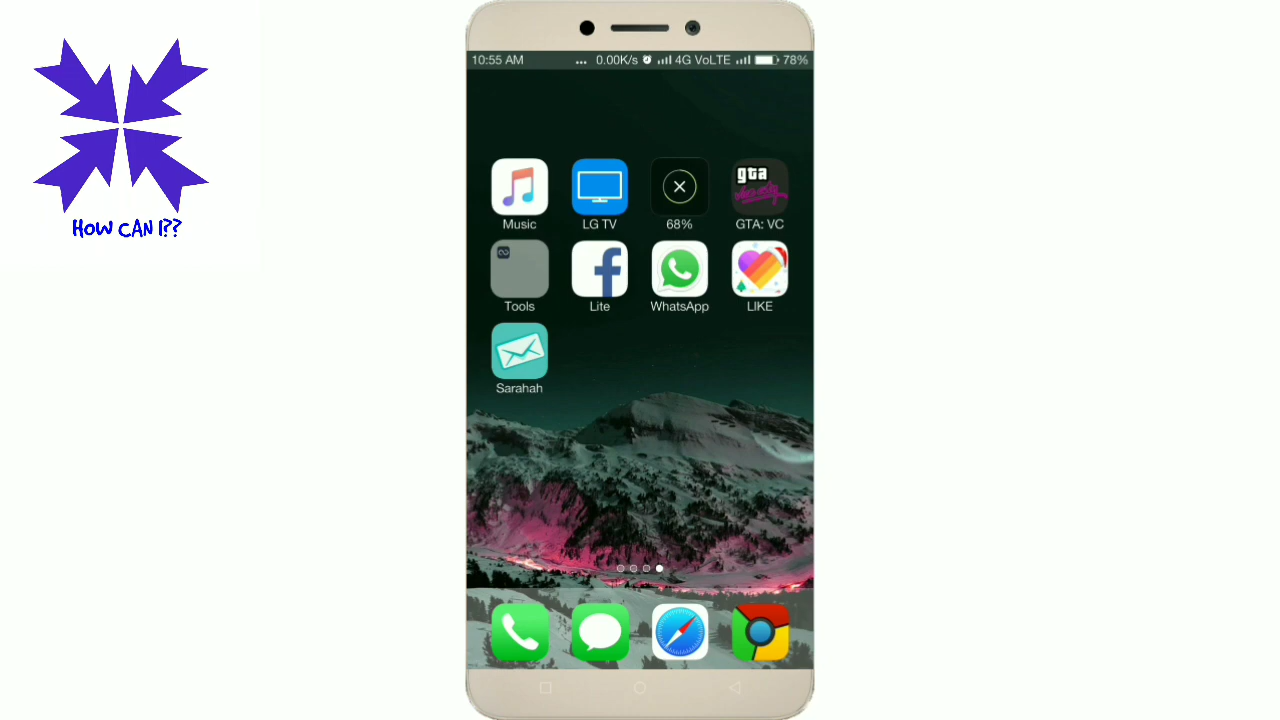 HOW CAN I??
10:55 AM ... 0.00K/s 4G VoLTE 78%
Music LG TV 68% GTA: VC
gta
Tools Lite WhatsApp LIKE
Sarahah